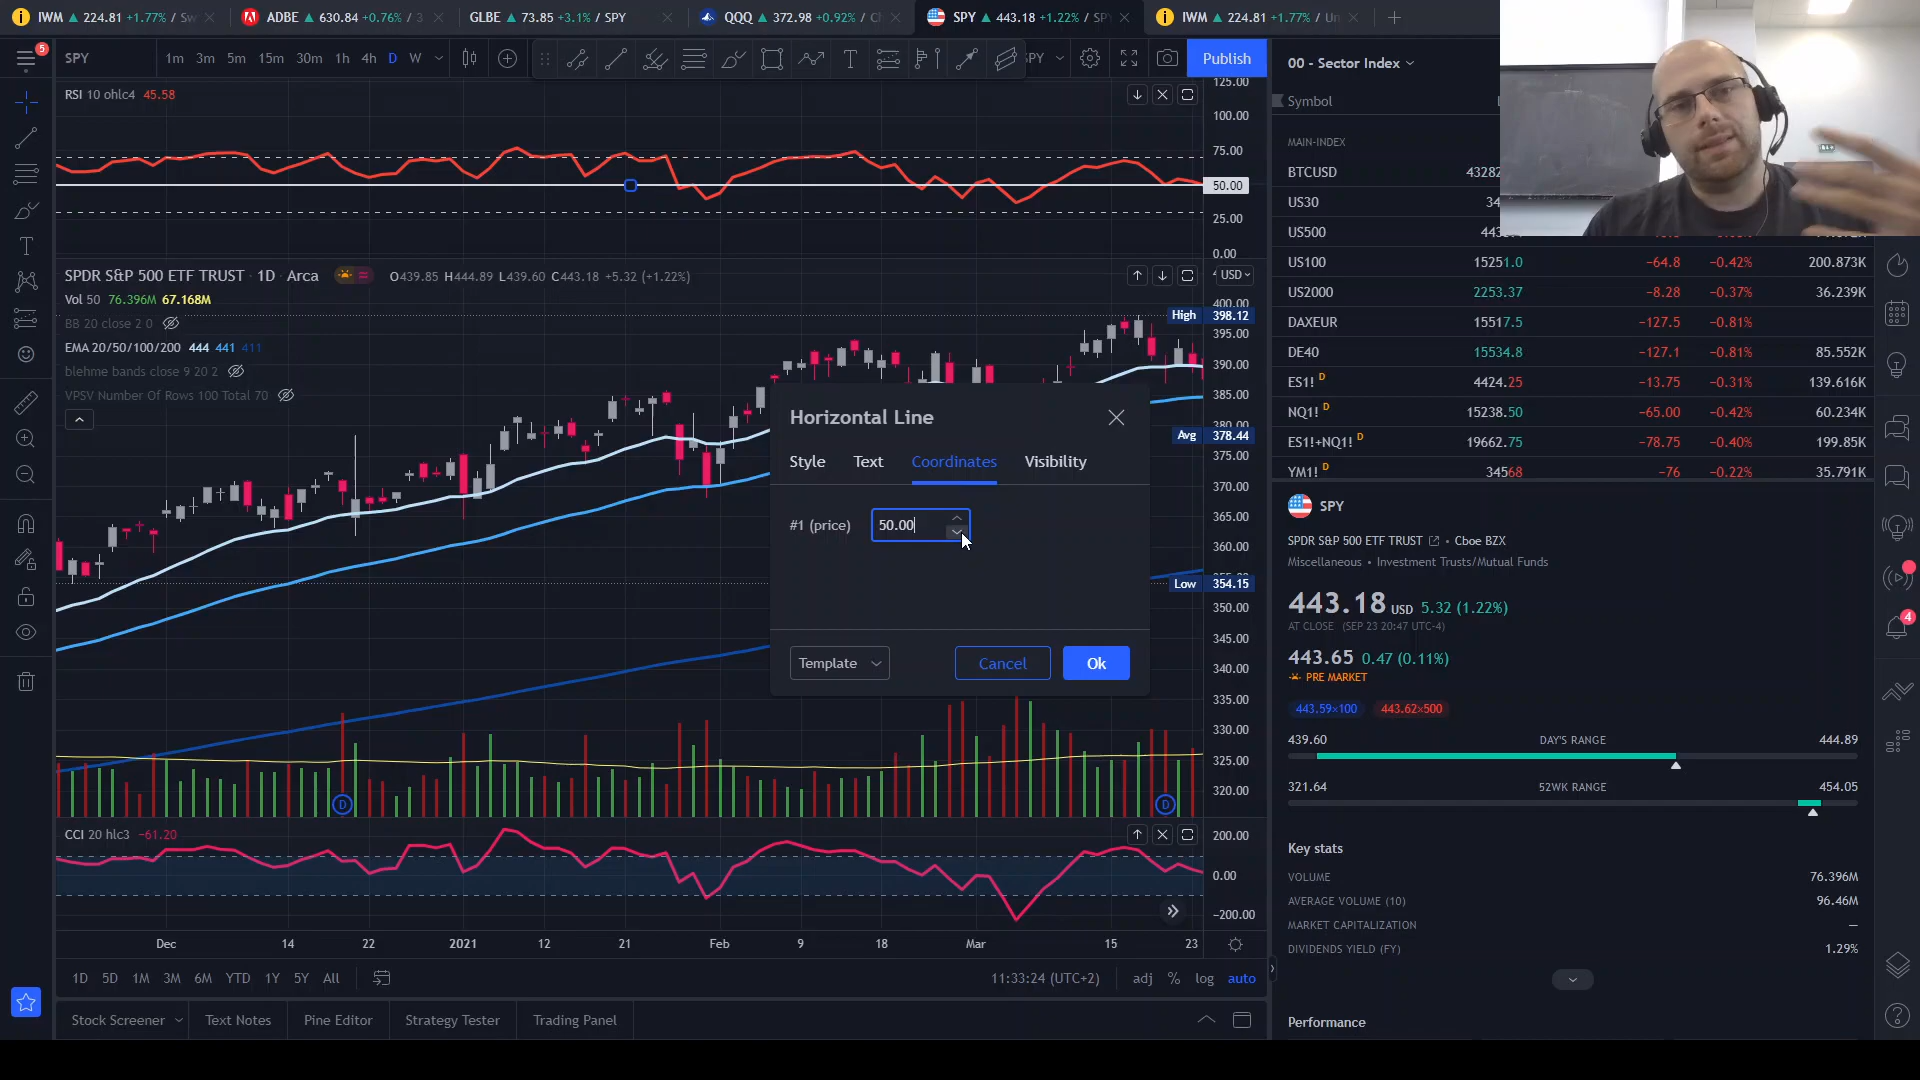 IWM ▲ 224.81 +1.77% / Sw
ADBE ▲ 630.84 +0.76% / 3
GLBE ▲ 73.85 +3.1% / SPY
QQQ ▲ 372.98 +0.92% / Cl
SPY ▲ 443.18 +1.22% / SPY
IWM ▲ 224.81 +1.77% / Un
5
SPY
1m 3m 5m 15m 30m 1h 4h D W
SPY
Publish
RSI 10 ohlc4 45.58
125.00
100.00
75.00
50.00
25.00
0.00
SPDR S&P 500 ETF TRUST · 1D · Arca
O439.85 H444.89 L439.60 C443.18 +5.32 (+1.22%)
USD
Vol 50 76.396M 67.168M
BB 20 close 2 0
EMA 20/50/100/200 444 441 411
blehme bands close 9 20 2
VPSV Number Of Rows 100 Total 70
400.00
High 398.12
395.00
390.00
385.00
380.00
Avg 378.44
375.00
370.00
365.00
360.00
Low 354.15
350.00
345.00
340.00
335.00
330.00
325.00
320.00
Horizontal Line
Style Text Coordinates Visibility
#1 (price) 50.00
Template Cancel Ok
D D
CCI 20 hlc3 −61.20
200.00
0.00
−200.00
Dec 14 22 2021 12 21 Feb 9 18 Mar 15 23
1D 5D 1M 3M 6M YTD 1Y 5Y All
11:33:24 (UTC+2) adj % log auto
Stock Screener Text Notes Pine Editor Strategy Tester Trading Panel
00 - Sector Index
Symbol
MAIN-INDEX
BTCUSD 43282
US30 34
US500 443
US100 15251.0 −64.8 −0.42% 200.873K
US2000 2253.37 −8.28 −0.37% 36.239K
DAXEUR 15517.5 −127.5 −0.81%
DE40 15534.8 −127.1 −0.81% 85.552K
ES1! D 4424.25 −13.75 −0.31% 139.616K
NQ1! D 15238.50 −65.00 −0.42% 60.234K
ES1!+NQ1! D 19662.75 −78.75 −0.40% 199.85K
YM1! D 34568 −76 −0.22% 35.791K
SPY
SPDR S&P 500 ETF TRUST • Cboe BZX
Miscellaneous • Investment Trusts/Mutual Funds
443.18 USD 5.32 (1.22%)
AT CLOSE (SEP 23 20:47 UTC-4)
443.65 0.47 (0.11%)
PRE MARKET
443.59×100 443.62×500
439.60 DAY'S RANGE 444.89
321.64 52WK RANGE 454.05
Key stats
VOLUME 76.396M
AVERAGE VOLUME (10) 96.46M
MARKET CAPITALIZATION —
DIVIDENDS YIELD (FY) 1.29%
Performance
4